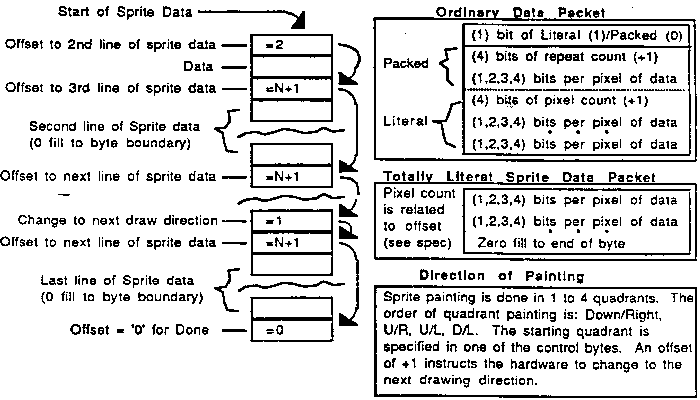 Start of Sprite Data
Offset to 2nd line of sprite data
=2
Data
Offset to 3rd line of sprite data
=N+1
Second line of Sprite data
(0 fill to byte boundary)
Offset to next line of sprite data
=N+1
Change to next draw direction
=1
Offset to next line of sprite data
=N+1
Last line of Sprite data
(0 fill to byte boundary)
Offset = '0' for Done
=0
Ordinary Data Packet
(1) bit of Literal (1)/Packed (0)
Packed
(4) bits of repeat count (+1)
(1,2,3,4) bits per pixel of data
Literal
(4) bits of pixel count (+1)
(1,2,3,4) bits per pixel of data
(1,2,3,4) bits per pixel of data
Totally Literal Sprite Data Packet
Pixel count
is related
to offset
(see spec)
(1,2,3,4) bits per pixel of data
(1,2,3,4) bits per pixel of data
Zero fill to end of byte
Direction of Painting
Sprite painting is done in 1 to 4 quadrants. The
order of quadrant painting is: Down/Right,
U/R, U/L, D/L. The starting quadrant is
specified in one of the control bytes. An offset
of +1 instructs the hardware to change to the
next drawing direction.